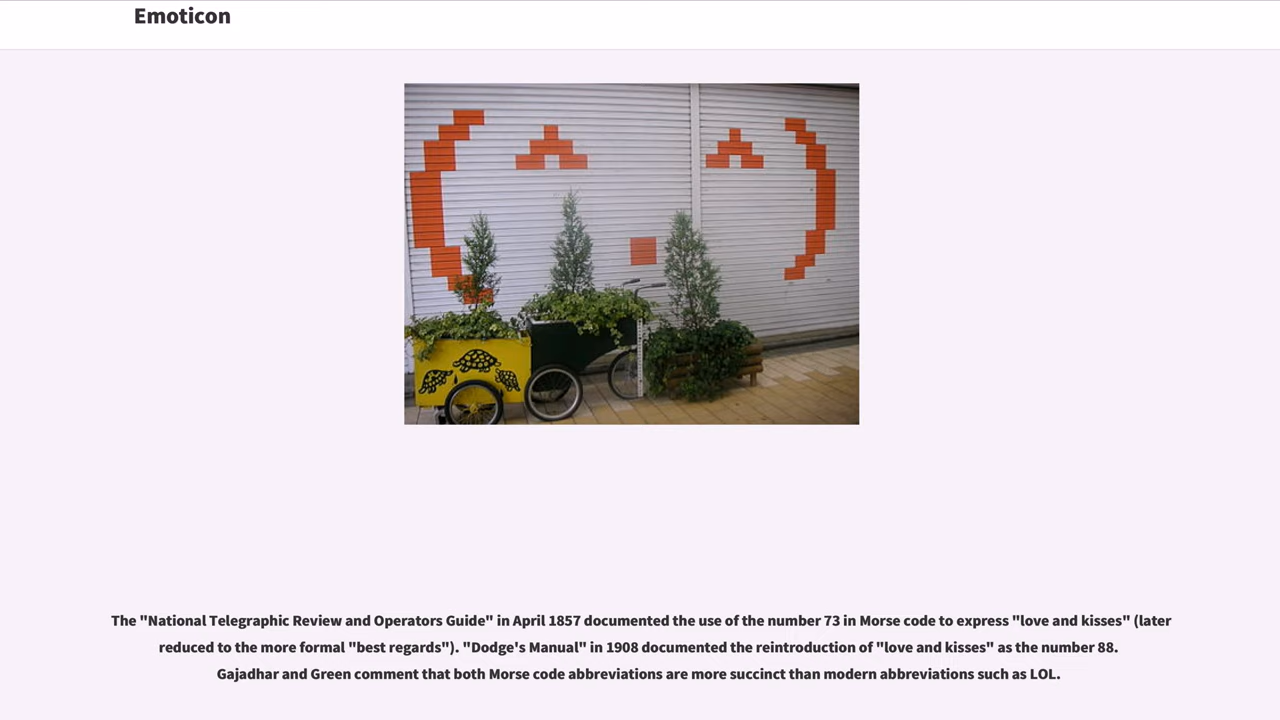 Emoticon
The "National Telegraphic Review and Operators Guide" in April 1857 documented the use of the number 73 in Morse code to express "love and kisses" (later
reduced to the more formal "best regards"). "Dodge's Manual" in 1908 documented the reintroduction of "love and kisses" as the number 88.
Gajadhar and Green comment that both Morse code abbreviations are more succinct than modern abbreviations such as LOL.